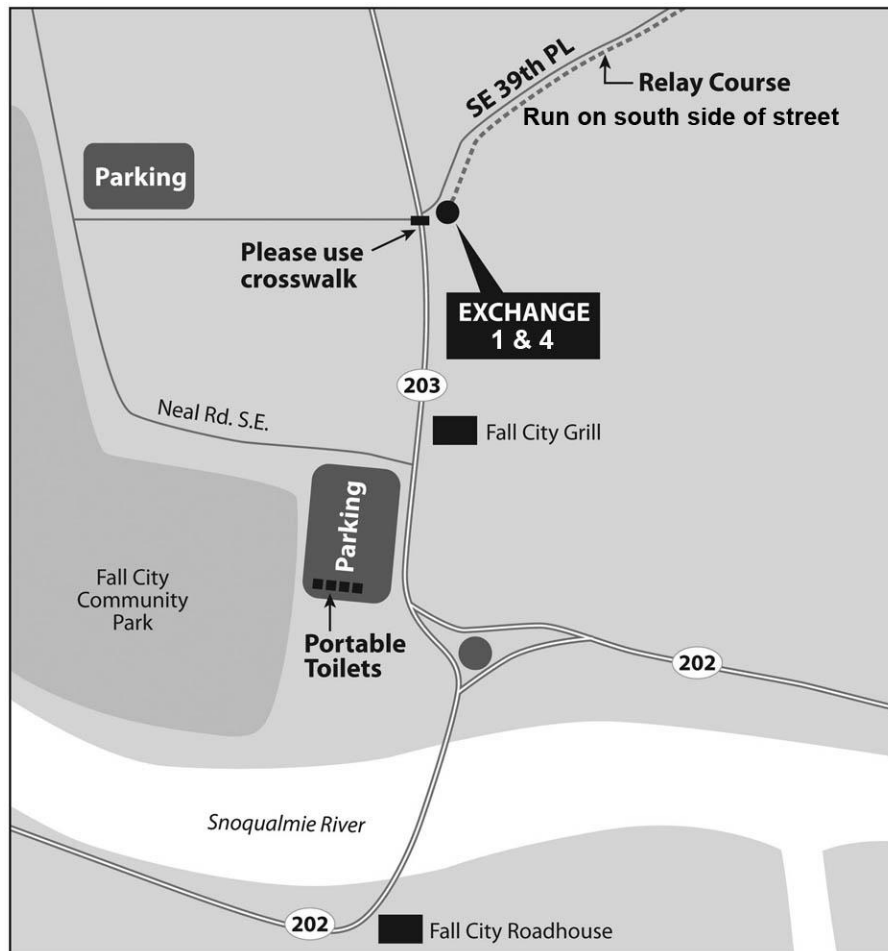 SE 39th PL
Relay Course
Run on south side of street
Parking
Please use
crosswalk
EXCHANGE
1 & 4
203
Neal Rd. S.E.
Fall City Grill
Parking
Fall City
Community
Park
Portable
Toilets
202
Snoqualmie River
202
Fall City Roadhouse